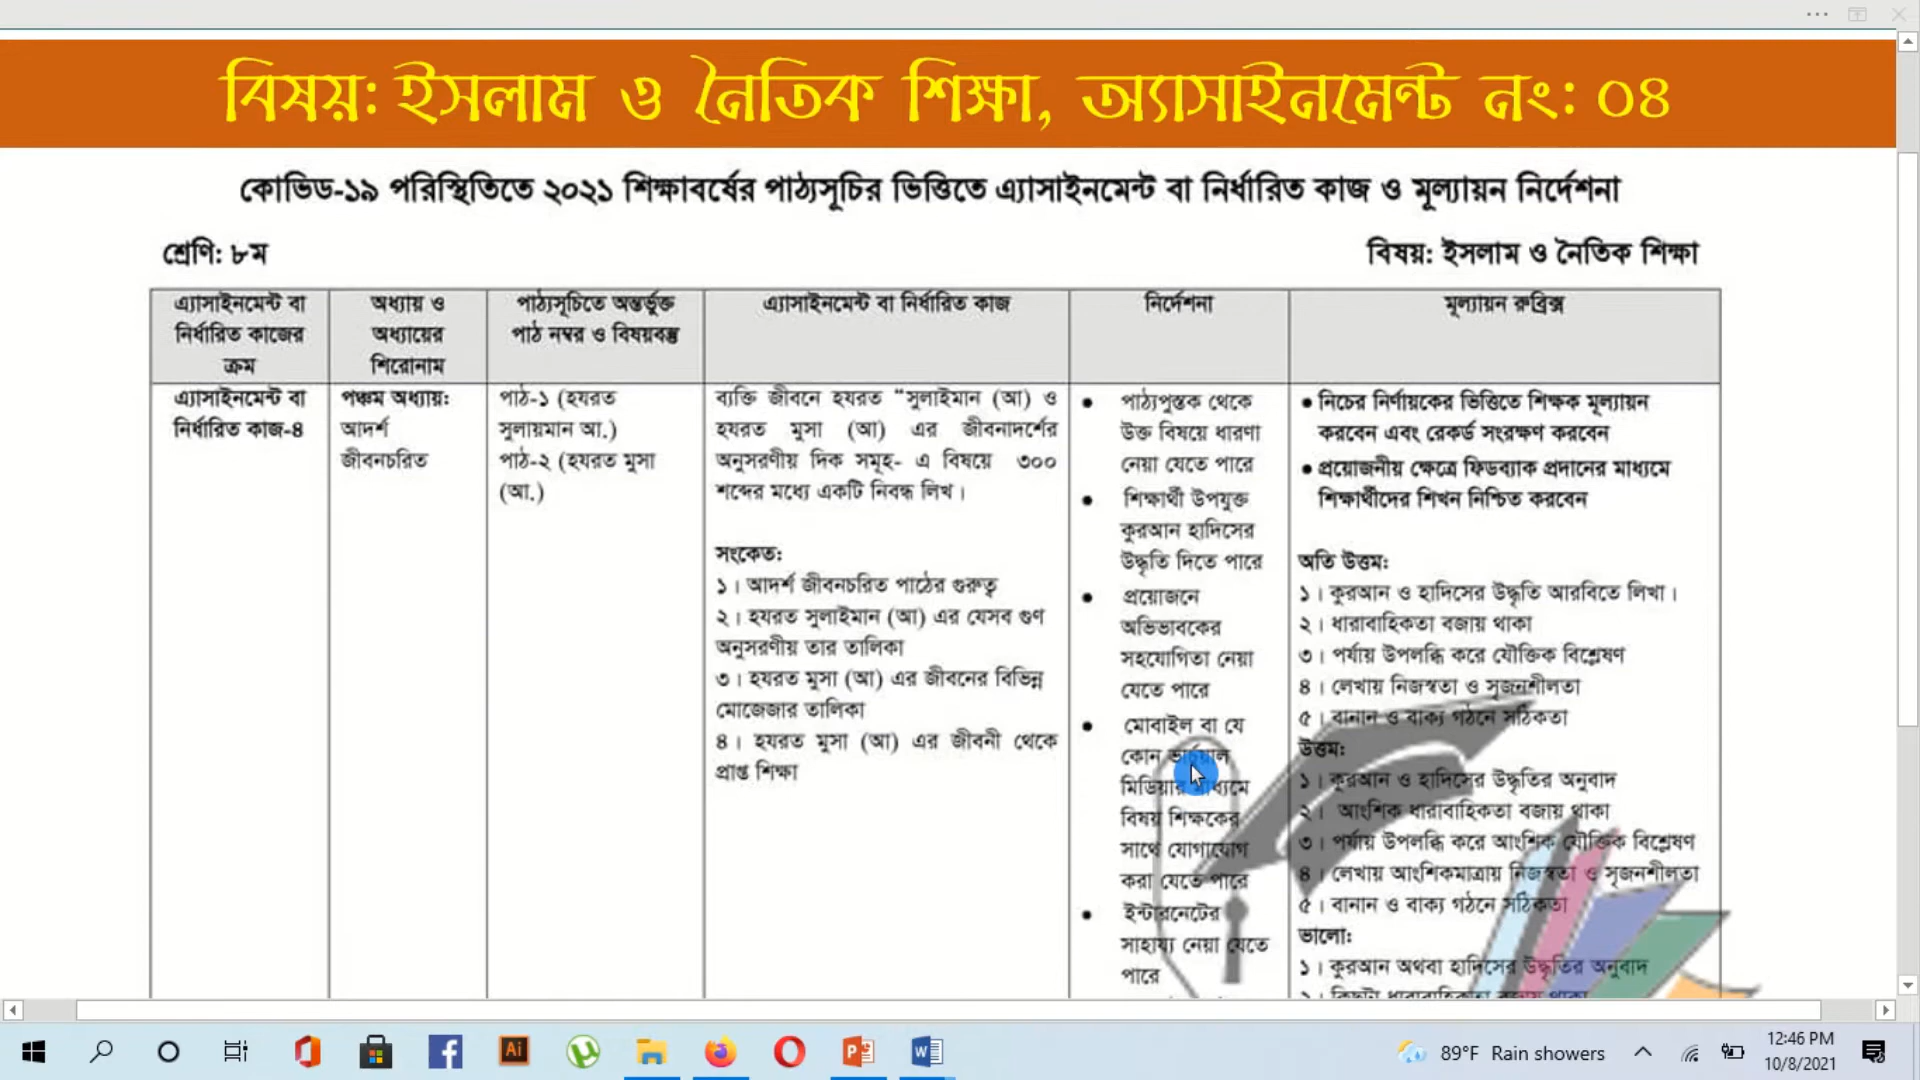 বিষয়: ইসলাম ও নৈতিক শিক্ষা, অ্যাসাইনমেন্ট নং: ০৪
কোভিড-১৯ পরিস্থিতিতে ২০২১ শিক্ষাবর্ষের পাঠ্যসূচির ভিত্তিতে এ্যাসাইনমেন্ট বা নির্ধারিত কাজ ও মূল্যায়ন নির্দেশনা
শ্রেণি: ৮ম
বিষয়: ইসলাম ও নৈতিক শিক্ষা
এ্যাসাইনমেন্ট বা
নির্ধারিত কাজের
ক্রম
অধ্যায় ও
অধ্যায়ের
শিরোনাম
পাঠ্যসূচিতে অন্তর্ভুক্ত
পাঠ নম্বর ও বিষয়বস্তু
এ্যাসাইনমেন্ট বা নির্ধারিত কাজ
নির্দেশনা
মূল্যায়ন রুব্রিক্স
এ্যাসাইনমেন্ট বা
নির্ধারিত কাজ-৪
পঞ্চম অধ্যায়:
আদর্শ
জীবনচরিত
পাঠ-১ (হযরত
সুলায়মান আ.)
পাঠ-২ (হযরত মুসা
(আ.)
ব্যক্তি জীবনে হযরত “সুলাইমান (আ) ও
হযরত মুসা (আ) এর জীবনাদর্শের
অনুসরণীয় দিক সমূহ- এ বিষয়ে ৩০০
শব্দের মধ্যে একটি নিবন্ধ লিখ।
সংকেত:
১। আদর্শ জীবনচরিত পাঠের গুরুত্ব
২। হযরত সুলাইমান (আ) এর যেসব গুণ
অনুসরণীয় তার তালিকা
৩। হযরত মুসা (আ) এর জীবনের বিভিন্ন
মোজেজার তালিকা
৪। হযরত মুসা (আ) এর জীবনী থেকে
প্রাপ্ত শিক্ষা
• পাঠ্যপুস্তক থেকে
উক্ত বিষয়ে ধারণা
নেয়া যেতে পারে
• শিক্ষার্থী উপযুক্ত
কুরআন হাদিসের
উদ্ধৃতি দিতে পারে
• প্রয়োজনে
অভিভাবকের
সহযোগিতা নেয়া
যেতে পারে
• মোবাইল বা যে
কোন ভার্চুয়াল
মিডিয়ার মাধ্যমে
বিষয় শিক্ষকের
সাথে যোগাযোগ
করা যেতে পারে
• ইন্টারনেটের
সাহায্য নেয়া যেতে
পারে
• নিচের নির্ণায়কের ভিত্তিতে শিক্ষক মূল্যায়ন
করবেন এবং রেকর্ড সংরক্ষণ করবেন
• প্রয়োজনীয় ক্ষেত্রে ফিডব্যাক প্রদানের মাধ্যমে
শিক্ষার্থীদের শিখন নিশ্চিত করবেন
অতি উত্তম:
১। কুরআন ও হাদিসের উদ্ধৃতি আরবিতে লিখা।
২। ধারাবাহিকতা বজায় থাকা
৩। পর্যায় উপলব্ধি করে যৌক্তিক বিশ্লেষণ
৪। লেখায় নিজস্বতা ও সৃজনশীলতা
৫। বানান ও বাক্য গঠনে সঠিকতা
উত্তম:
১। কুরআন ও হাদিসের উদ্ধৃতির অনুবাদ
২। আংশিক ধারাবাহিকতা বজায় থাকা
৩। পর্যায় উপলব্ধি করে আংশিক যৌক্তিক বিশ্লেষণ
৪। লেখায় আংশিকমাত্রায় নিজস্বতা ও সৃজনশীলতা
৫। বানান ও বাক্য গঠনে সঠিকতা
ভালো:
১। কুরআন অথবা হাদিসের উদ্ধৃতির অনুবাদ
89°F Rain showers
12:46 PM
10/8/2021